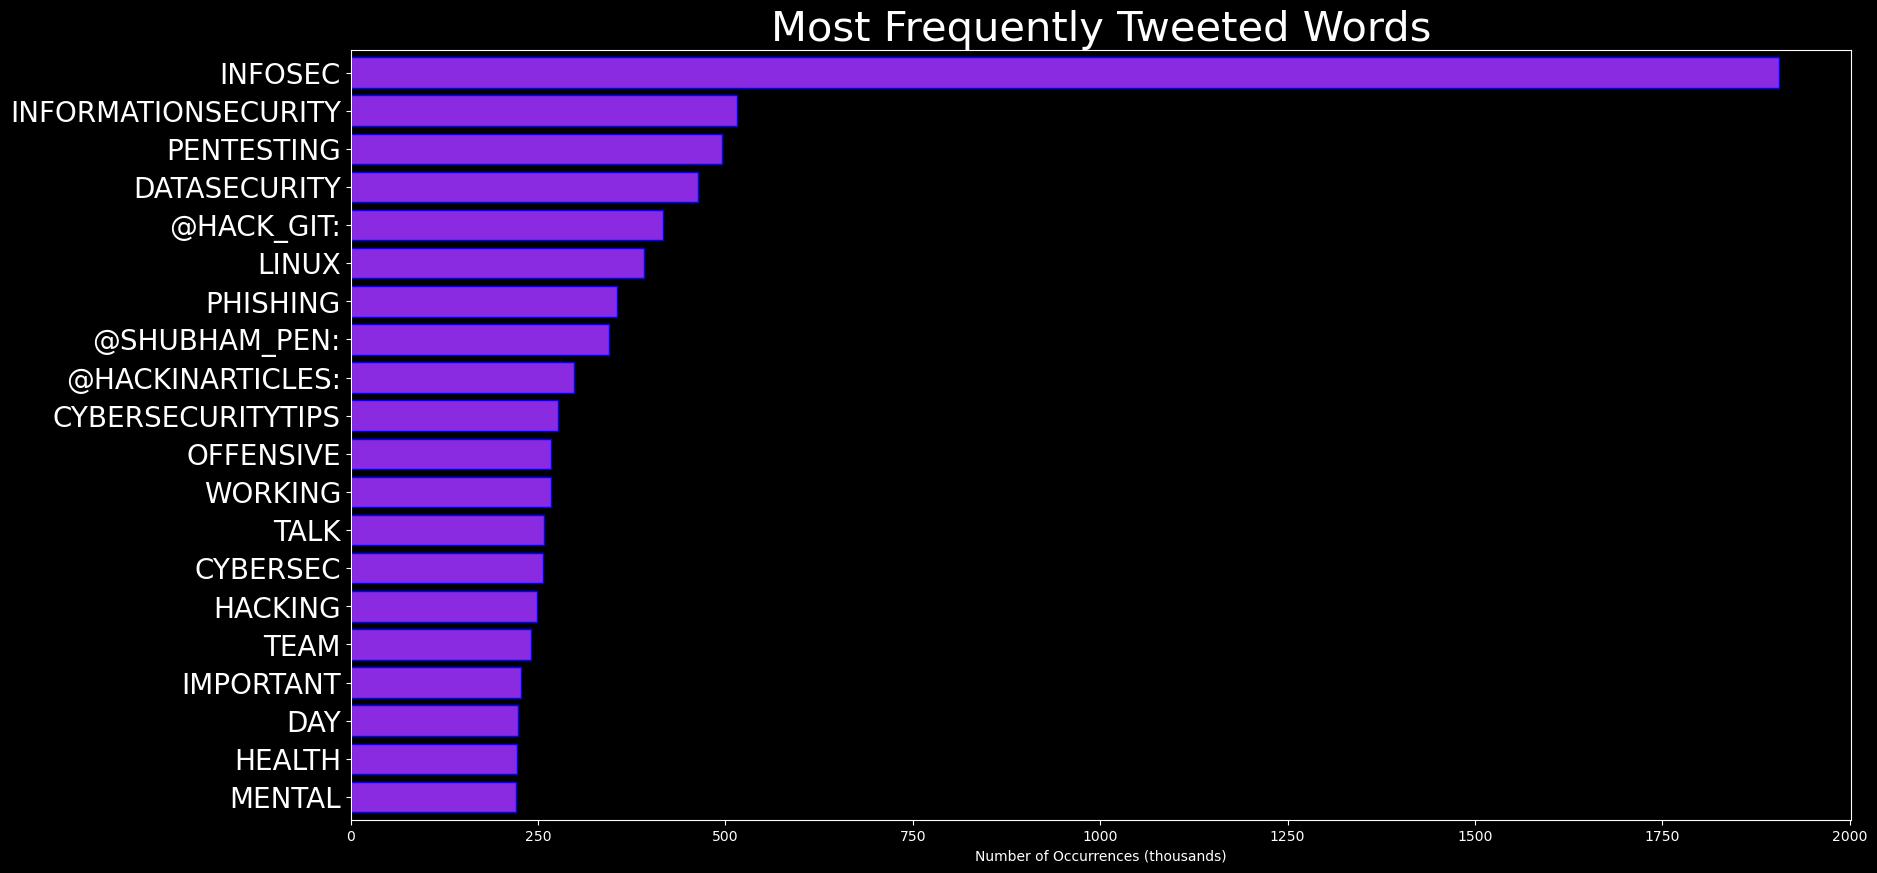 Most Frequently Tweeted Words
INFOSEC
INFORMATIONSECURITY
PENTESTING
DATASECURITY
@HACK_GIT:
LINUX
PHISHING
@SHUBHAM_PEN:
@HACKINARTICLES:
CYBERSECURITYTIPS
OFFENSIVE
WORKING
TALK
CYBERSEC
HACKING
TEAM
IMPORTANT
DAY
HEALTH
MENTAL
0 250 500 750 1000 1250 1500 1750 2000
Number of Occurrences (thousands)